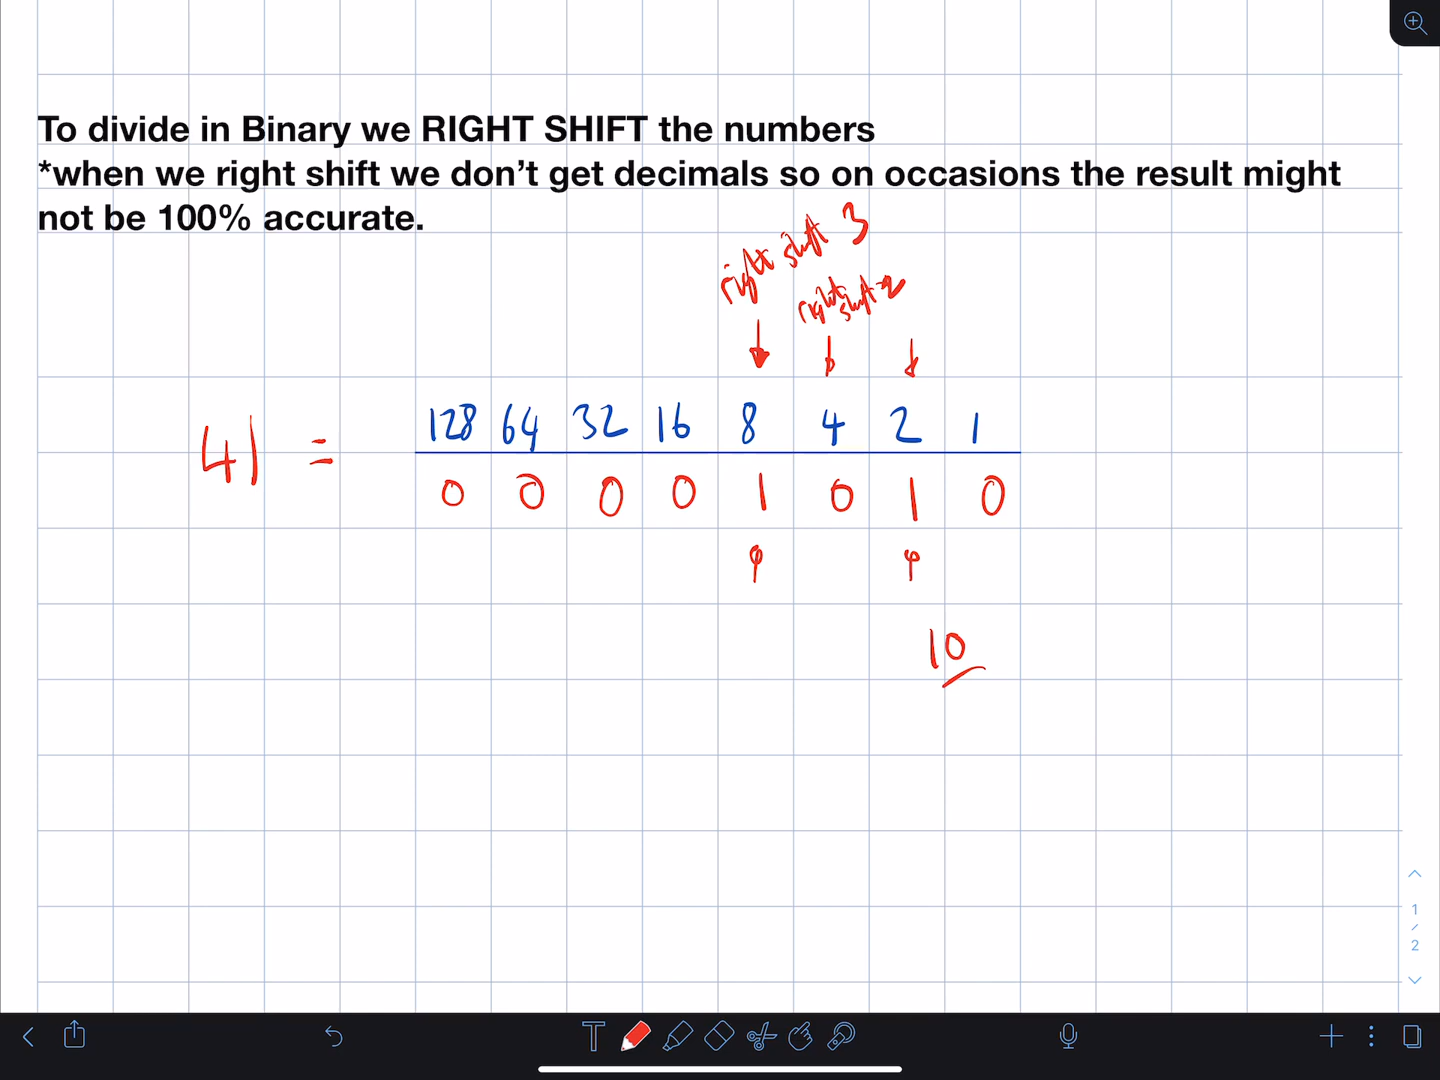 To divide in Binary we RIGHT SHIFT the numbers
*when we right shift we don't get decimals so on occasions the result might
not be 100% accurate.
right shift 3
right shift 2
41 =
128 64 32 16 8 4 2 1
0 0 0 0 1 0 1 0
10
1
/
2
T